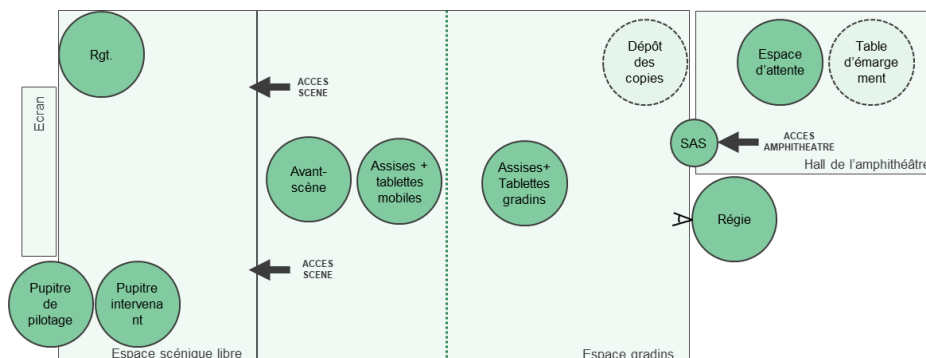 Rgt.
Ecran
Pupitre
de
pilotage
Pupitre
intervena
nt
Espace scénique libre
ACCES
SCENE
ACCES
SCENE
Avant-
scène
Assises +
tablettes
mobiles
Assises+
Tablettes
gradins
Dépôt
des
copies
Espace gradins
SAS
ACCES
AMPHITHEATRE
Espace
d'attente
Table
d'émarge
ment
Hall de l'amphithéâtre
Régie